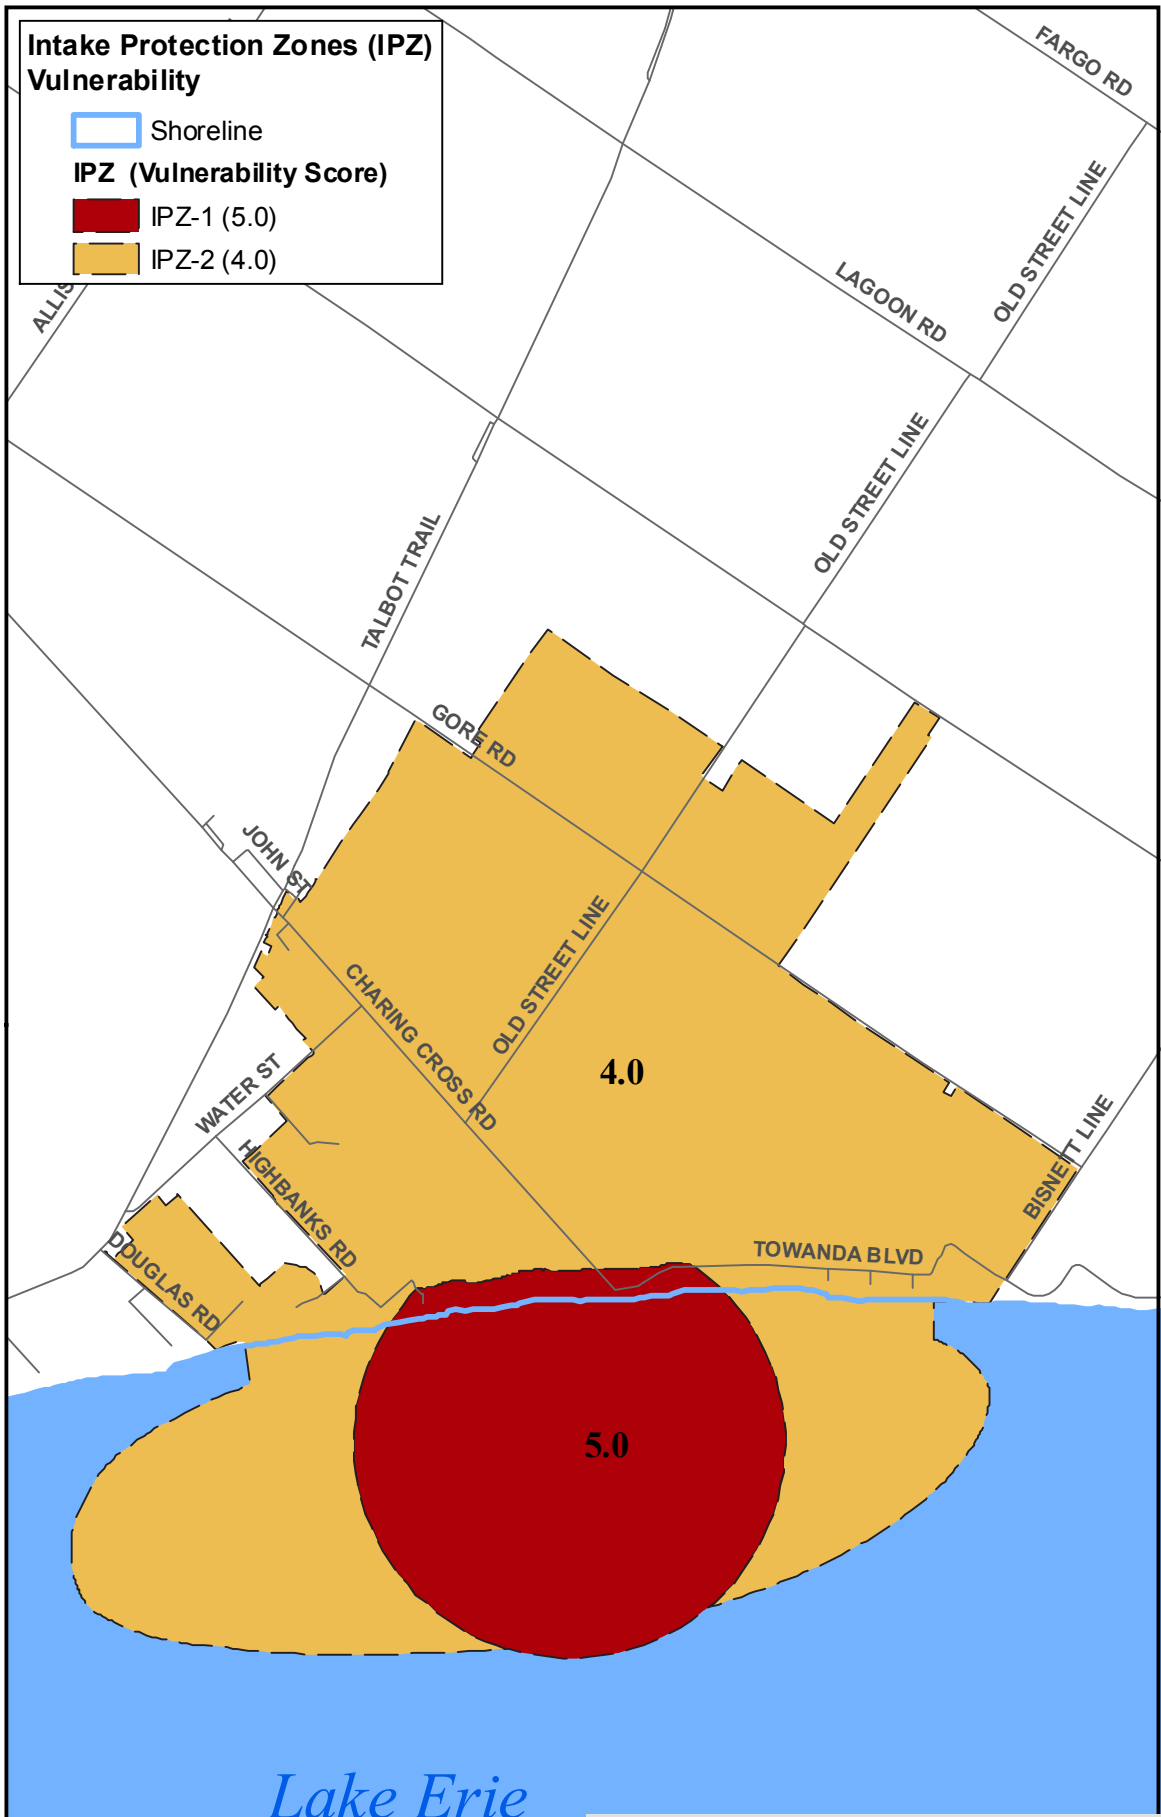 Intake Protection Zones (IPZ)
Vulnerability
Shoreline
IPZ (Vulnerability Score)
IPZ-1 (5.0)
IPZ-2 (4.0)
FARGO RD
OLD STREET LINE
LAGOON RD
OLD STREET LINE
TALBOT TRAIL
GORE RD
JOHN ST
OLD STREET LINE
CHARING CROSS RD
4.0
WATER ST
HIGHBANKS RD
BISNETT LINE
TOWANDA BLVD
DOUGLAS RD
5.0
Lake Erie